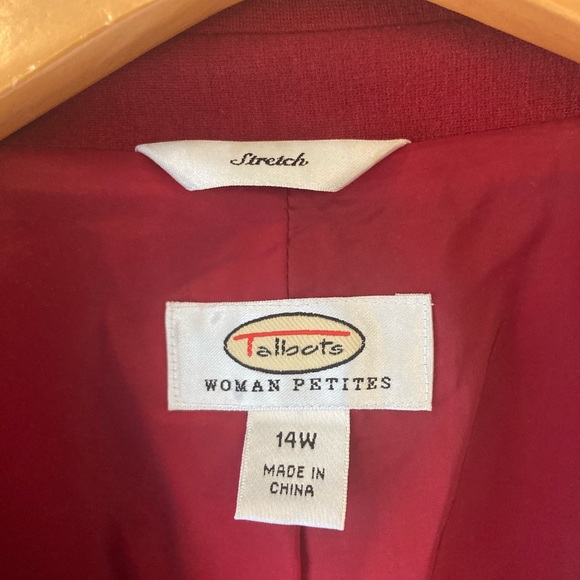 Stretch
Talbots
WOMAN PETITES
14W
MADE IN
CHINA